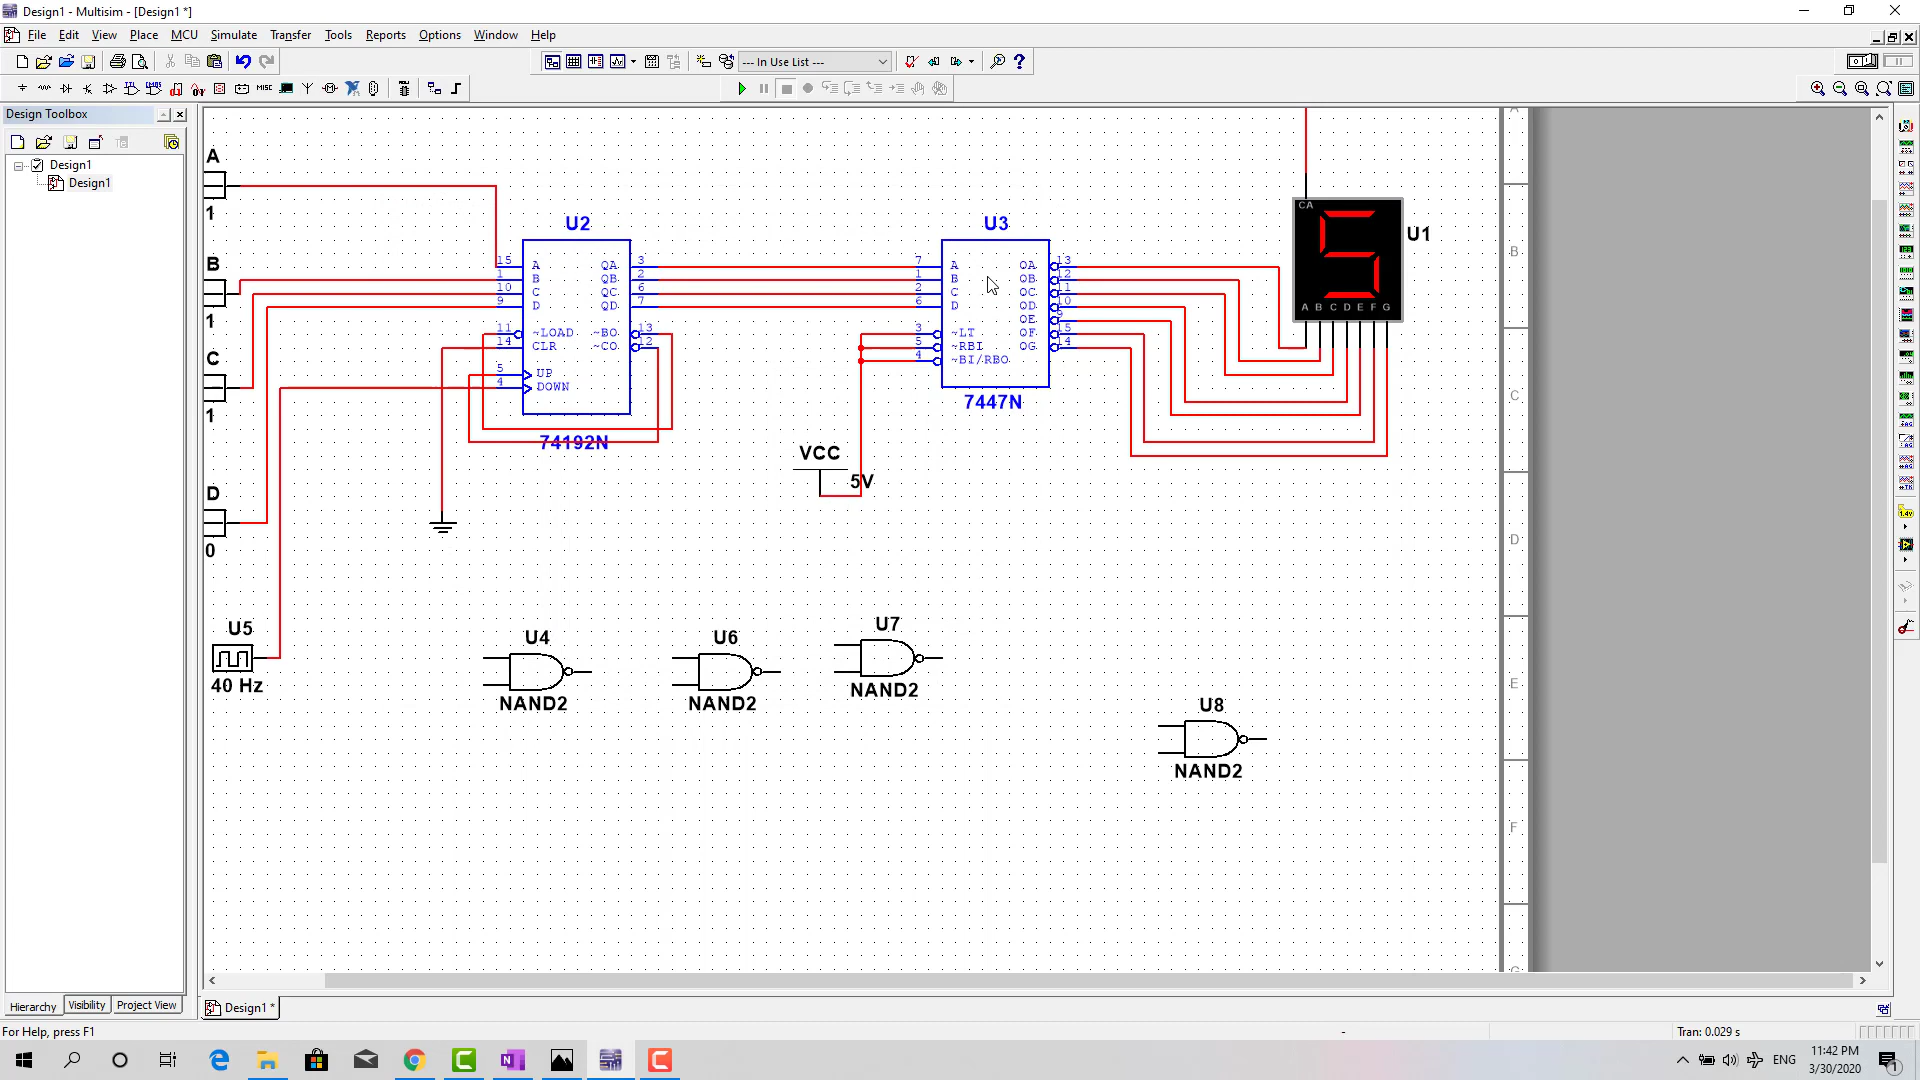 Design1 - Multisim - [Design1 *]
File Edit View Place MCU Simulate Transfer Tools Reports Options Window Help
--- In Use List ---
Design Toolbox
Design1
Design1
A
1
B
1
C
1
D
0
U2
15 A QA 3
1 B QB 2
10 C QC 6
9 D QD 7
11 ~LOAD ~BO 13
14 CLR ~CO 12
5 UP
4 DOWN
74192N
U3
7 A OA 13
1 B OB 12
2 C OC 11
6 D OD 10
OE 9
3 ~LT OF 15
5 ~RBI OG 14
4 ~BI/RBO
7447N
CA
U1
A B C D E F G
VCC
5V
U5
40 Hz
U4
NAND2
U6
NAND2
U7
NAND2
U8
NAND2
A
B
C
D
E
F
G
Hierarchy Visibility Project View
Design1 *
For Help, press F1
-
Tran: 0.029 s
ENG
11:42 PM
3/30/2020
1